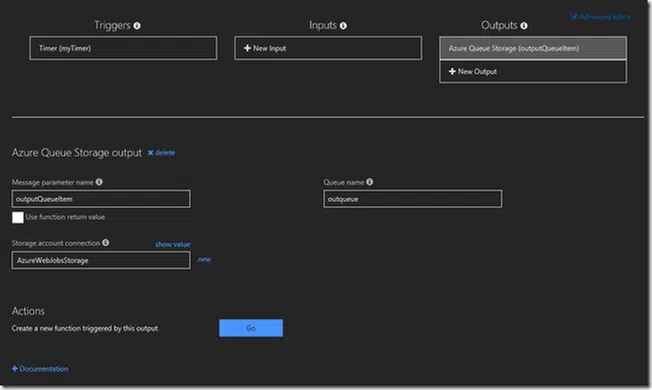 Triggers
Inputs
Outputs
Advanced editor
Timer (myTimer)
New Input
Azure Queue Storage (outputQueueItem)
New Output
Azure Queue Storage output
delete
Message parameter name
Queue name
outputQueueItem
outqueue
Use function return value
Storage account connection
show value
AzureWebJobsStorage
new
Actions
Create a new function triggered by this output
Go
Documentation